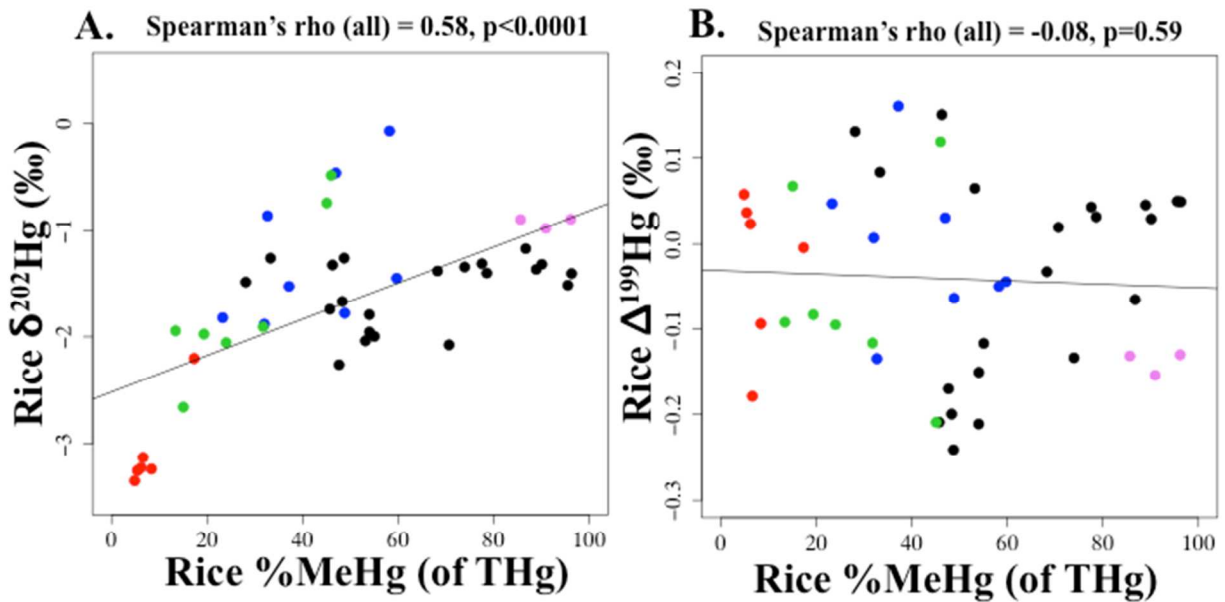 A. Spearman's rho (all) = 0.58, p<0.0001
Rice δ²⁰²Hg (‰)
0
-1
-2
-3
0 20 40 60 80 100
Rice %MeHg (of THg)
B. Spearman's rho (all) = -0.08, p=0.59
Rice Δ¹⁹⁹Hg (‰)
0.2
0.1
0.0
-0.1
-0.2
-0.3
0 20 40 60 80 100
Rice %MeHg (of THg)